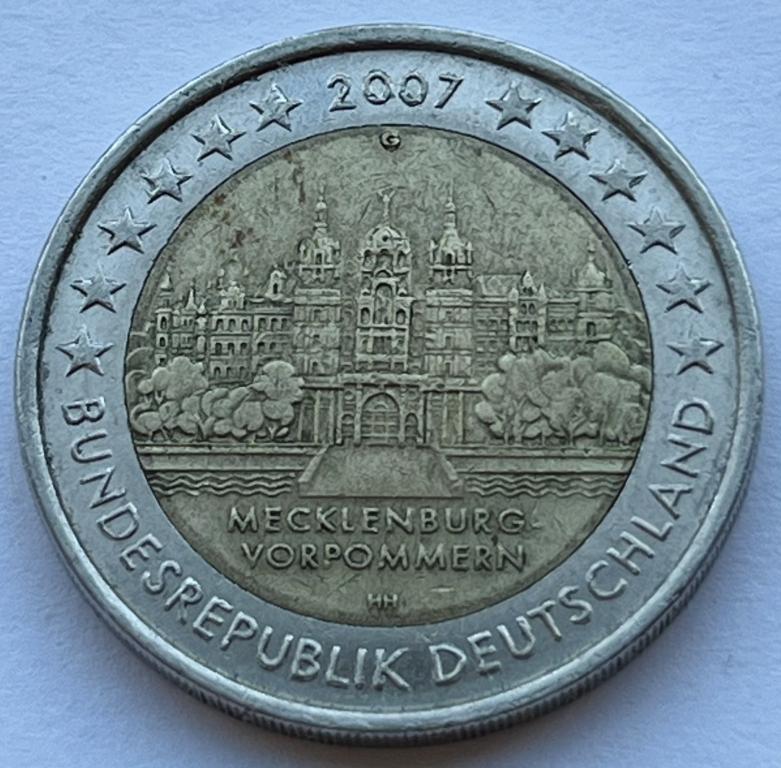 2007
G
MECKLENBURG-
VORPOMMERN
HH
BUNDESREPUBLIK DEUTSCHLAND